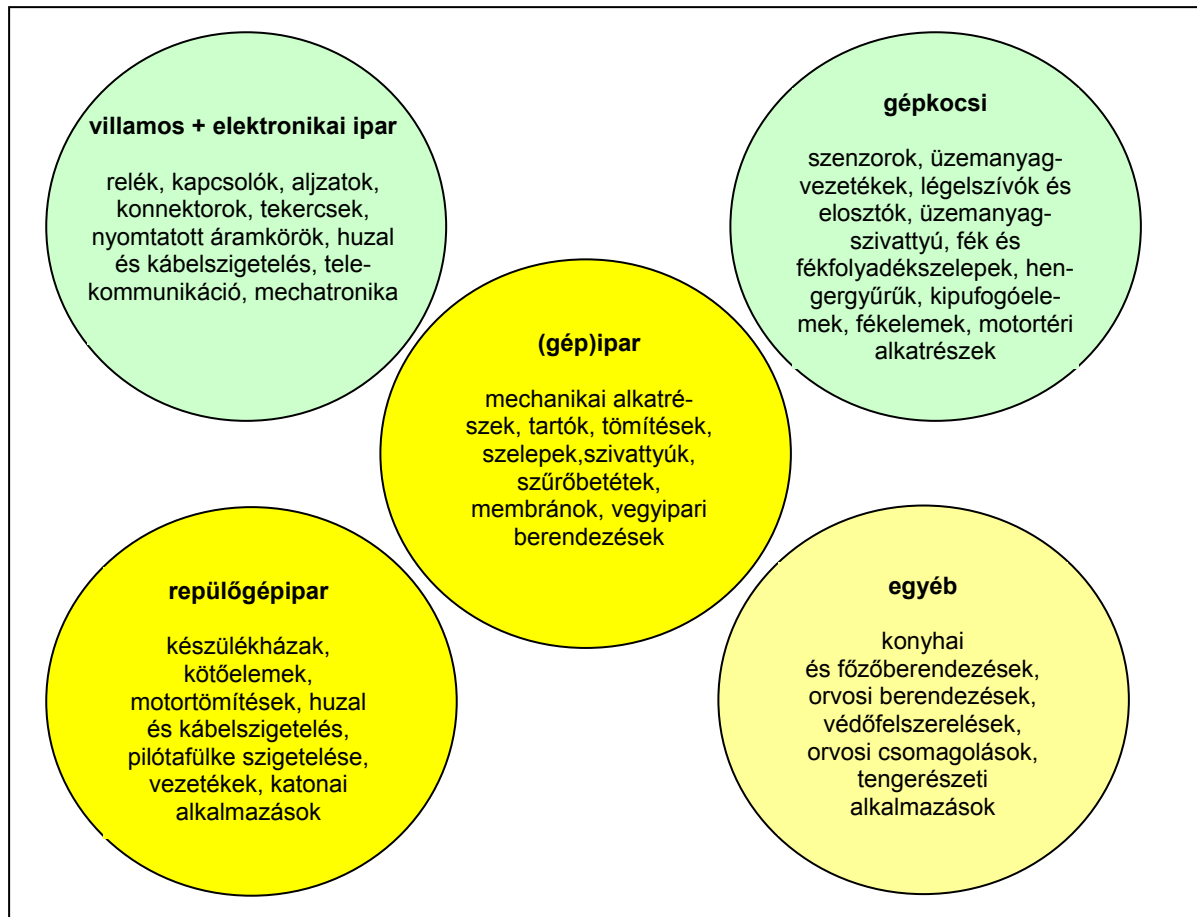 villamos + elektronikai ipar
relék, kapcsolók, aljzatok,
konnektorok, tekercsek,
nyomtatott áramkörök, huzal
és kábelszigetelés, tele-
kommunikáció, mechatronika
gépkocsi
szenzorok, üzemanyag-
vezetékek, légelszívók és
elosztók, üzemanyag-
szivattyú, fék és
fékfolyadékszelepek, hen-
gergyűrűk, kipufogóele-
mek, fékelemek, motortéri
alkatrészek
(gép)ipar
mechanikai alkatré-
szek, tartók, tömítések,
szelepek,szivattyúk,
szűrőbetétek,
membránok, vegyipari
berendezések
repülőgépipar
készülékházak,
kötőelemek,
motortömítések, huzal
és kábelszigetelés,
pilótafülke szigetelése,
vezetékek, katonai
alkalmazások
egyéb
konyhai
és főzőberendezések,
orvosi berendezések,
védőfelszerelések,
orvosi csomagolások,
tengerészeti
alkalmazások